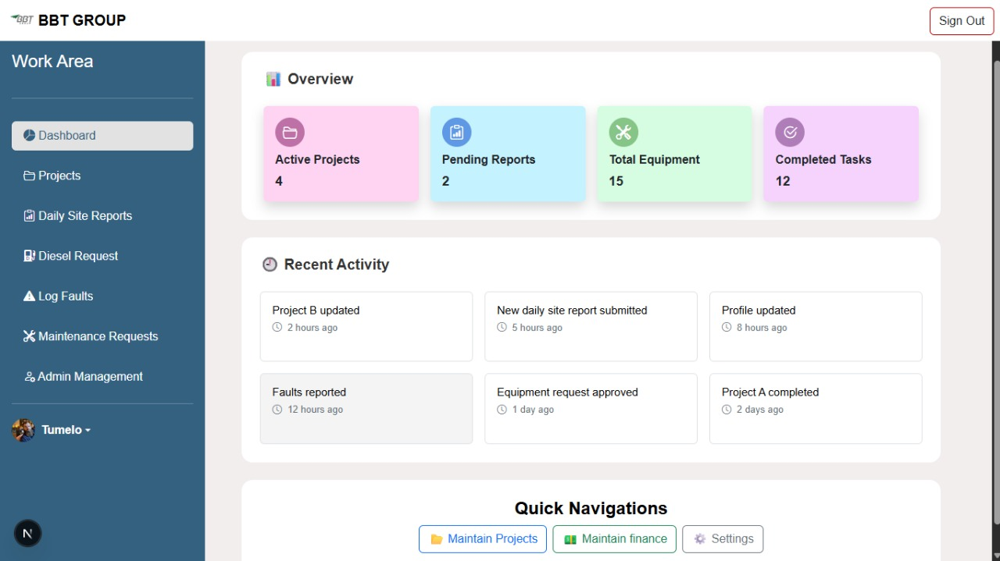 BBT BBT GROUP
Sign Out
Work Area
Dashboard
Projects
Daily Site Reports
Diesel Request
Log Faults
Maintenance Requests
Admin Management
Tumelo
N
Overview
Active Projects
4
Pending Reports
2
Total Equipment
15
Completed Tasks
12
Recent Activity
Project B updated
2 hours ago
New daily site report submitted
5 hours ago
Profile updated
8 hours ago
Faults reported
12 hours ago
Equipment request approved
1 day ago
Project A completed
2 days ago
Quick Navigations
Maintain Projects
Maintain finance
Settings